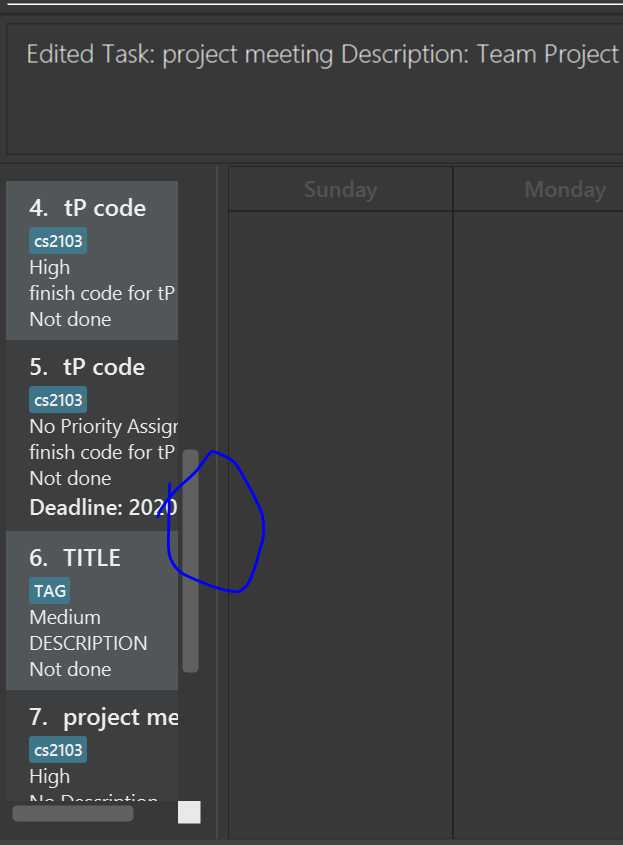 Edited Task: project meeting Description: Team Project
Sunday
Monday
4. tP code
cs2103
High
finish code for tP
Not done
5. tP code
cs2103
No Priority Assign
finish code for tP
Not done
Deadline: 2020
6. TITLE
TAG
Medium
DESCRIPTION
Not done
7. project me
cs2103
High
No Description